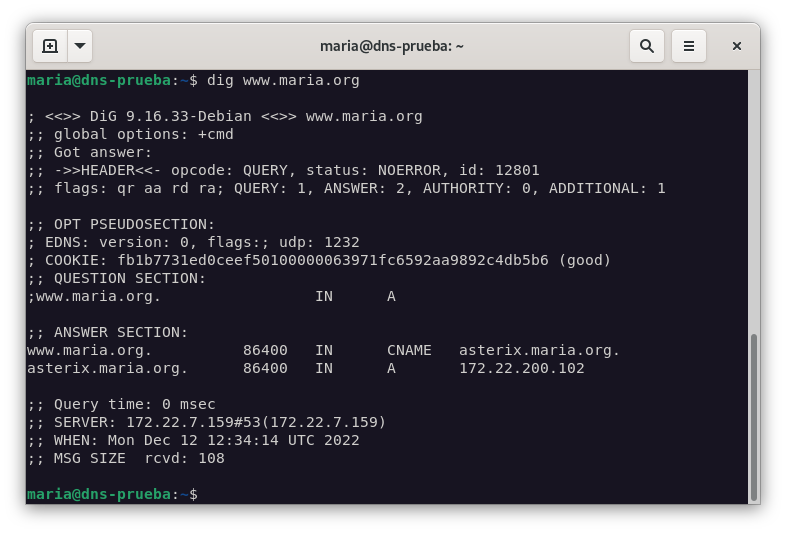 maria@dns-prueba: ~
maria@dns-prueba:~$ dig www.maria.org
; <<>> DiG 9.16.33-Debian <<>> www.maria.org
;; global options: +cmd
;; Got answer:
;; ->>HEADER<<- opcode: QUERY, status: NOERROR, id: 12801
;; flags: qr aa rd ra; QUERY: 1, ANSWER: 2, AUTHORITY: 0, ADDITIONAL: 1
;; OPT PSEUDOSECTION:
; EDNS: version: 0, flags:; udp: 1232
; COOKIE: fb1b7731ed0ceef50100000063971fc6592aa9892c4db5b6 (good)
;; QUESTION SECTION:
;www.maria.org. IN A
;; ANSWER SECTION:
www.maria.org. 86400 IN CNAME asterix.maria.org.
asterix.maria.org. 86400 IN A 172.22.200.102
;; Query time: 0 msec
;; SERVER: 172.22.7.159#53(172.22.7.159)
;; WHEN: Mon Dec 12 12:34:14 UTC 2022
;; MSG SIZE  rcvd: 108
maria@dns-prueba:~$